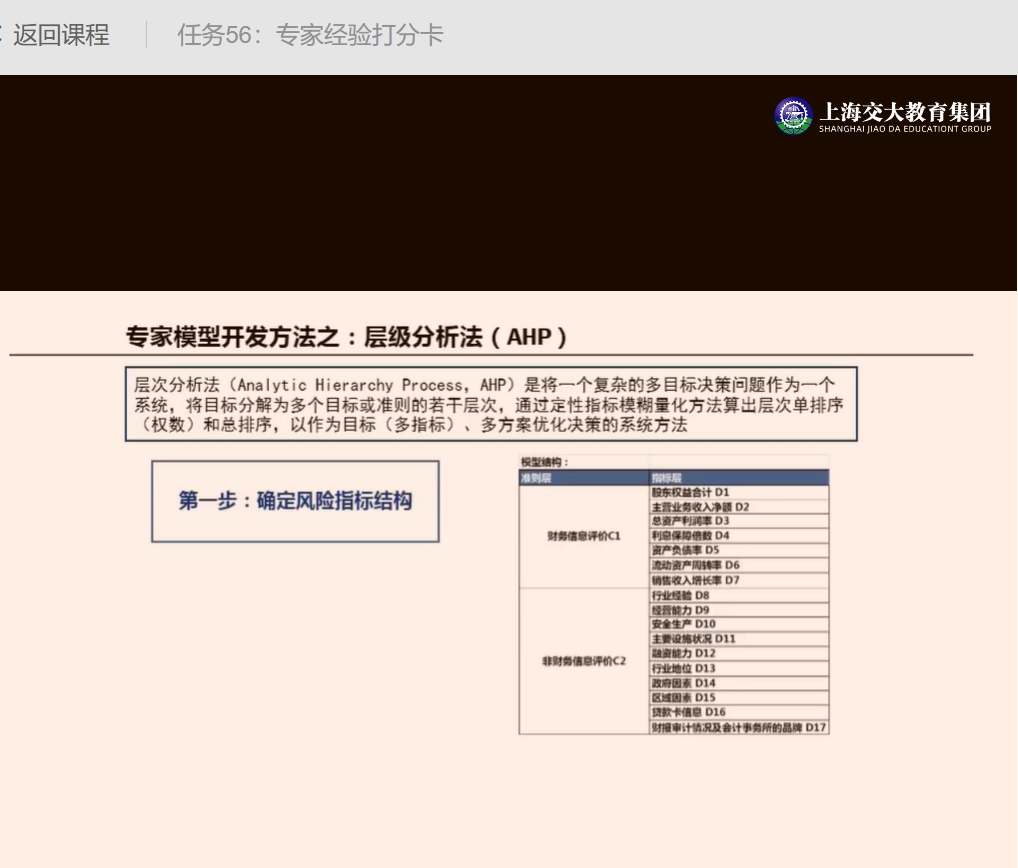 返回课程
任务56：专家经验打分卡
上海交大教育集团
SHANGHAI JIAO DA EDUCATIONT GROUP
专家模型开发方法之：层级分析法（AHP）
层次分析法（Analytic Hierarchy Process，AHP）是将一个复杂的多目标决策问题作为一个
系统，将目标分解为多个目标或准则的若干层次，通过定性指标模糊量化方法算出层次单排序
（权数）和总排序，以作为目标（多指标）、多方案优化决策的系统方法
第一步：确定风险指标结构
模型结构：
准则层 指标层
财务信息评价C1
股东权益合计 D1
主营业务收入净额 D2
总资产利润率 D3
利息保障倍数 D4
资产负债率 D5
流动资产周转率 D6
销售收入增长率 D7
非财务信息评价C2
行业经验 D8
经营能力 D9
安全生产 D10
主要设施状况 D11
融资能力 D12
行业地位 D13
政府因素 D14
区域因素 D15
贷款卡信息 D16
财报审计情况及会计事务所的品牌 D17